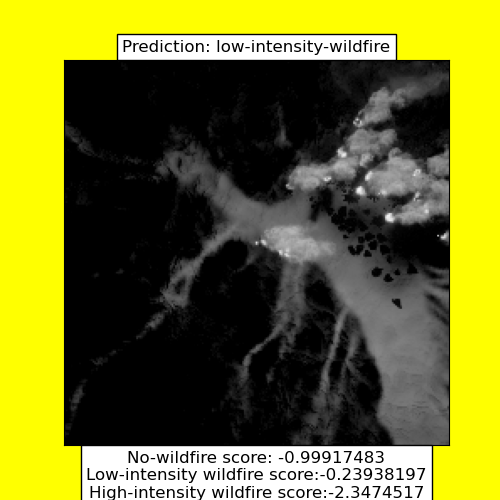 Prediction: low-intensity-wildfire
No-wildfire score: -0.99917483
Low-intensity wildfire score:-0.23938197
High-intensity wildfire score:-2.3474517